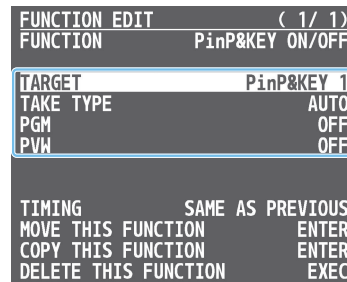 FUNCTION EDIT ( 1/ 1)
FUNCTION PinP&KEY ON/OFF
TARGET PinP&KEY 1
TAKE TYPE AUTO
PGM OFF
PVW OFF
TIMING SAME AS PREVIOUS
MOVE THIS FUNCTION ENTER
COPY THIS FUNCTION ENTER
DELETE THIS FUNCTION EXEC